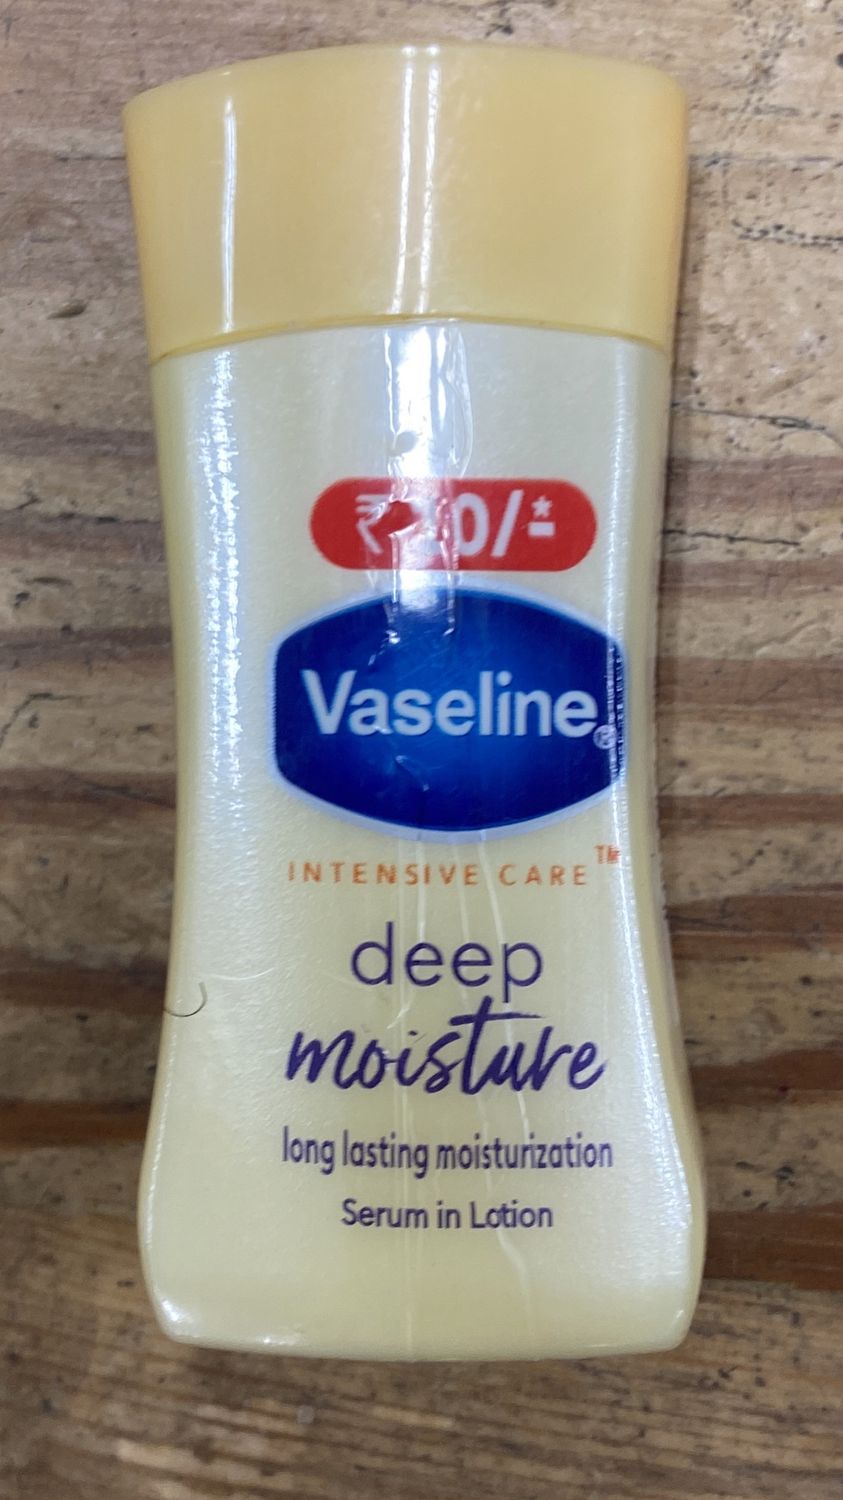 Vaseline®
INTENSIVE CARE™
deep
moisture
long lasting moisturization
Serum in Lotion